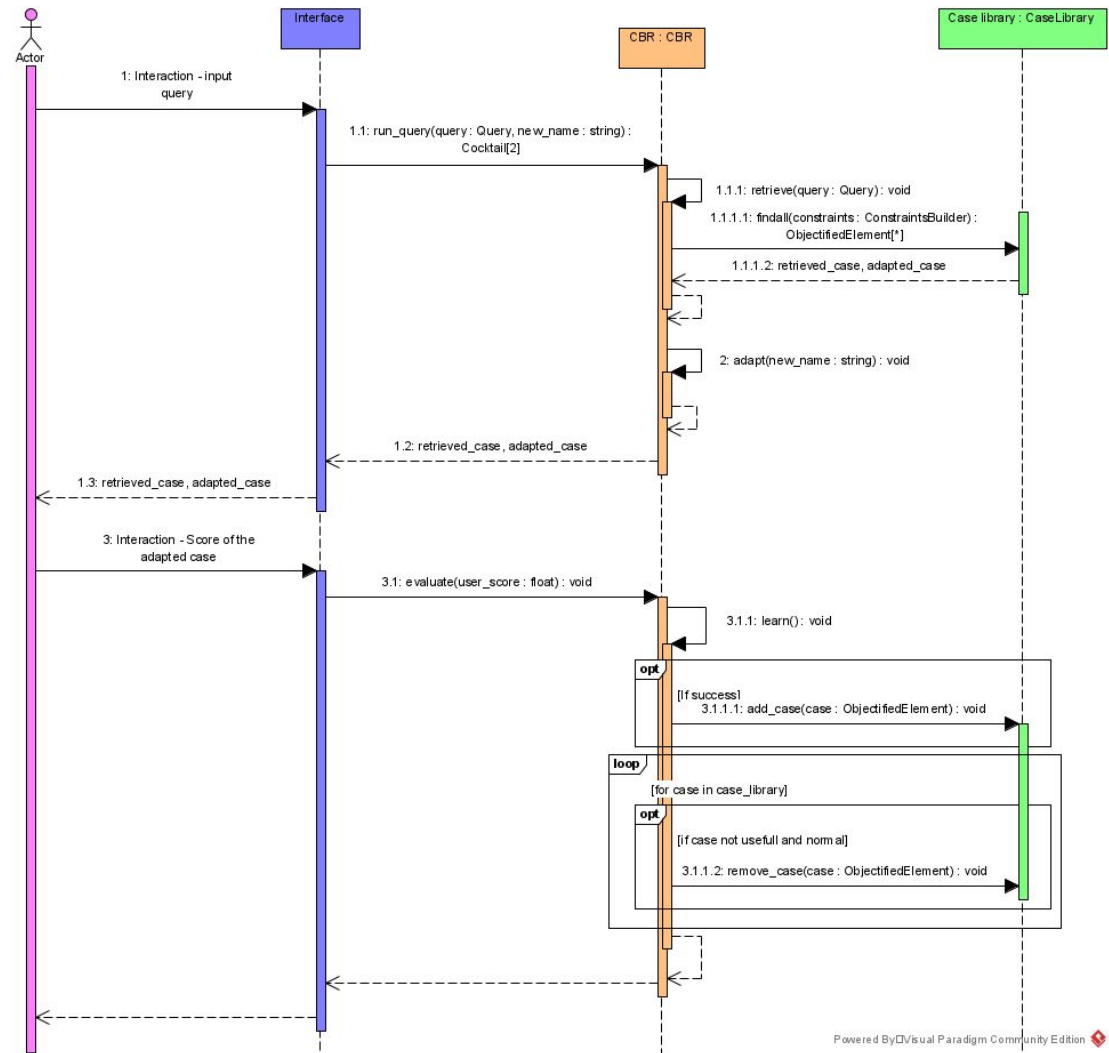 Interface
CBR : CBR
Case library : CaseLibrary
Actor
1: Interaction - input
query
1.1: run_query(query : Query, new_name : string) :
Cocktail[2]
1.1.1: retrieve(query : Query) : void
1.1.1.1: findall(constraints : ConstraintsBuilder) :
ObjectifiedElement[*]
1.1.1.2: retrieved_case, adapted_case
2: adapt(new_name : string) : void
1.2: retrieved_case, adapted_case
1.3: retrieved_case, adapted_case
3: Interaction - Score of the
adapted case
3.1: evaluate(user_score : float) : void
3.1.1: learn() : void
opt
[If success]
3.1.1.1: add_case(case : ObjectifiedElement) : void
loop
[for case in case_library]
opt
[if case not usefull and normal]
3.1.1.2: remove_case(case : ObjectifiedElement) : void
Powered By□Visual Paradigm Community Edition